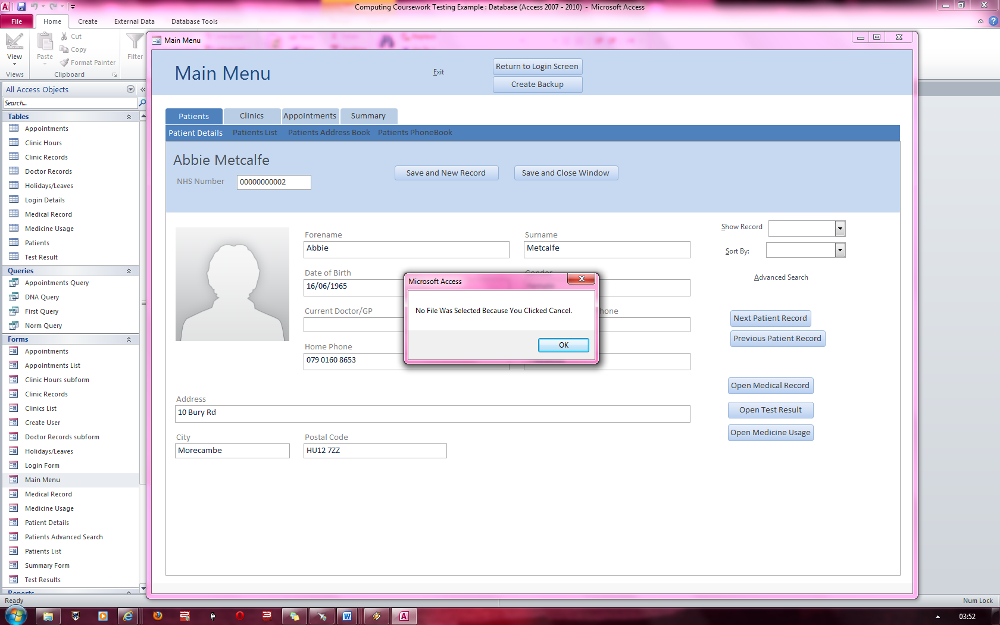 Computing Coursework Testing Example : Database (Access 2007 - 2010) - Microsoft Access
File Home Create External Data Database Tools
View
Views
Paste
Cut
Copy
Format Painter
Clipboard
Filter
All Access Objects
Search...
Tables
Appointments
Clinic Hours
Clinic Records
Doctor Records
Holidays/Leaves
Login Details
Medical Record
Medicine Usage
Patients
Test Result
Queries
Appointments Query
DNA Query
First Query
Norm Query
Forms
Appointments
Appointments List
Clinic Hours subform
Clinic Records
Clinics List
Create User
Doctor Records subform
Holidays/Leaves
Login Form
Main Menu
Medical Record
Medicine Usage
Patient Details
Patients Advanced Search
Patients List
Summary Form
Test Results
Reports
Main Menu
Main Menu
Exit
Return to Login Screen
Create Backup
Patients Clinics Appointments Summary
Patient Details Patients List Patients Address Book Patients PhoneBook
Abbie Metcalfe
NHS Number 00000000002
Save and New Record
Save and Close Window
Forename
Abbie
Surname
Metcalfe
Date of Birth
16/06/1965
Gender
Current Doctor/GP
hone
Home Phone
079 0160 8653
Address
10 Bury Rd
City
Morecambe
Postal Code
HU12 7ZZ
Show Record
Sort By:
Advanced Search
Next Patient Record
Previous Patient Record
Open Medical Record
Open Test Result
Open Medicine Usage
Microsoft Access
No File Was Selected Because You Clicked Cancel.
OK
Ready
Num Lock
03:52